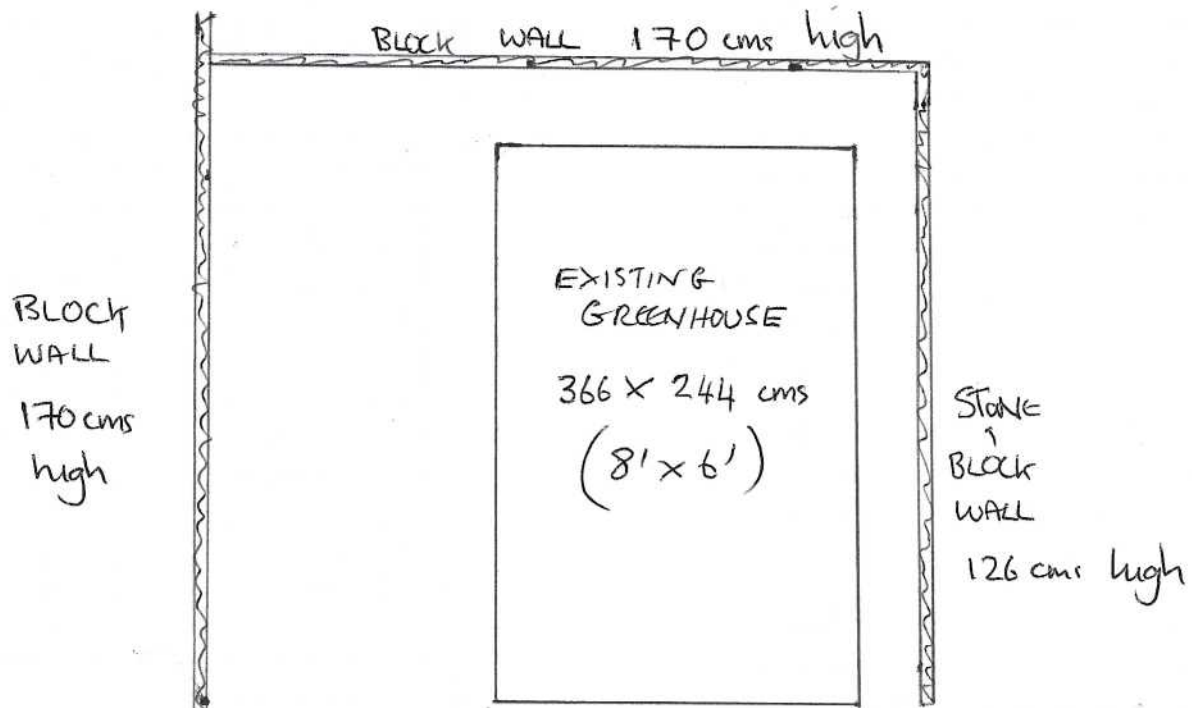 BLOCK WALL 170 cms high
BLOCK
WALL
170 cms
high
EXISTING
GREENHOUSE
366 × 244 cms
(8' × 6')
STONE
BLOCK
WALL
126 cms high